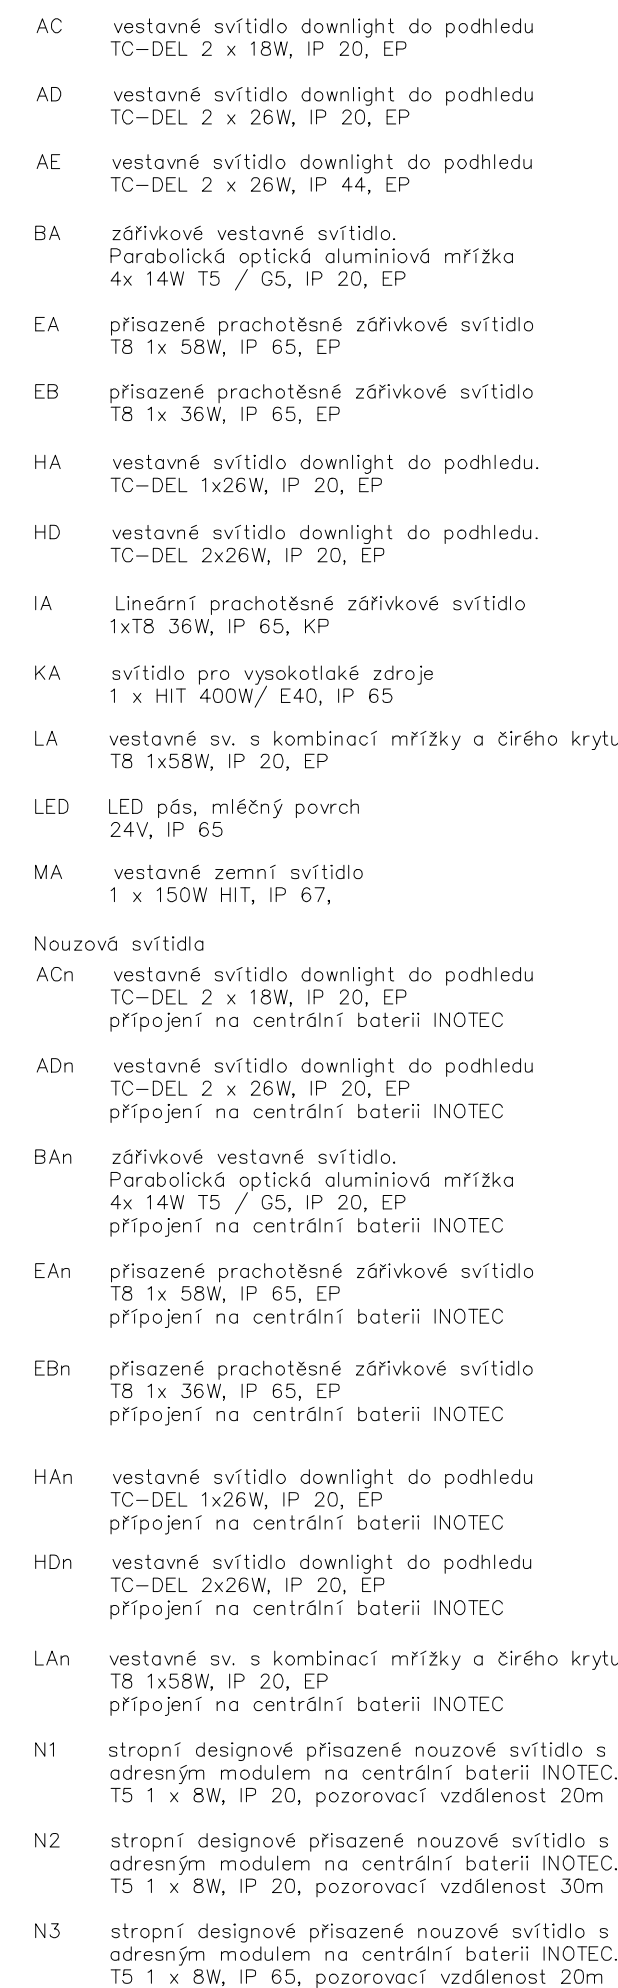 AC vestavné svítidlo downlight do podhledu
TC-DEL 2 x 18W, IP 20, EP
AD vestavné svítidlo downlight do podhledu
TC-DEL 2 x 26W, IP 20, EP
AE vestavné svítidlo downlight do podhledu
TC-DEL 2 x 26W, IP 44, EP
BA zářivkové vestavné svítidlo.
Parabolická optická aluminiová mřížka
4x 14W T5 / G5, IP 20, EP
EA přisazené prachotěsné zářivkové svítidlo
T8 1x 58W, IP 65, EP
EB přisazené prachotěsné zářivkové svítidlo
T8 1x 36W, IP 65, EP
HA vestavné svítidlo downlight do podhledu.
TC-DEL 1x26W, IP 20, EP
HD vestavné svítidlo downlight do podhledu.
TC-DEL 2x26W, IP 20, EP
IA Lineární prachotěsné zářivkové svítidlo
1xT8 36W, IP 65, KP
KA svítidlo pro vysokotlaké zdroje
1 x HIT 400W/ E40, IP 65
LA vestavné sv. s kombinací mřížky a čirého krytu
T8 1x58W, IP 20, EP
LED LED pás, mléčný povrch
24V, IP 65
MA vestavné zemní svítidlo
1 x 150W HIT, IP 67,
Nouzová svítidla
ACn vestavné svítidlo downlight do podhledu
TC-DEL 2 x 18W, IP 20, EP
přípojení na centrální baterii INOTEC
ADn vestavné svítidlo downlight do podhledu
TC-DEL 2 x 26W, IP 20, EP
přípojení na centrální baterii INOTEC
BAn zářivkové vestavné svítidlo.
Parabolická optická aluminiová mřížka
4x 14W T5 / G5, IP 20, EP
přípojení na centrální baterii INOTEC
EAn přisazené prachotěsné zářivkové svítidlo
T8 1x 58W, IP 65, EP
přípojení na centrální baterii INOTEC
EBn přisazené prachotěsné zářivkové svítidlo
T8 1x 36W, IP 65, EP
přípojení na centrální baterii INOTEC
HAn vestavné svítidlo downlight do podhledu
TC-DEL 1x26W, IP 20, EP
přípojení na centrální baterii INOTEC
HDn vestavné svítidlo downlight do podhledu
TC-DEL 2x26W, IP 20, EP
přípojení na centrální baterii INOTEC
LAn vestavné sv. s kombinací mřížky a čirého krytu
T8 1x58W, IP 20, EP
přípojení na centrální baterii INOTEC
N1 stropní designové přisazené nouzové svítidlo s
adresným modulem na centrální baterii INOTEC.
T5 1 x 8W, IP 20, pozorovací vzdálenost 20m
N2 stropní designové přisazené nouzové svítidlo s
adresným modulem na centrální baterii INOTEC.
T5 1 x 8W, IP 20, pozorovací vzdálenost 30m
N3 stropní designové přisazené nouzové svítidlo s
adresným modulem na centrální baterii INOTEC.
T5 1 x 8W, IP 65, pozorovací vzdálenost 20m